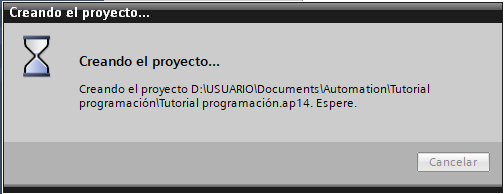 Creando el proyecto...
Creando el proyecto...
Creando el proyecto D:\USUARIO\Documents\Automation\Tutorial
programación\Tutorial programación.ap14. Espere.
Cancelar